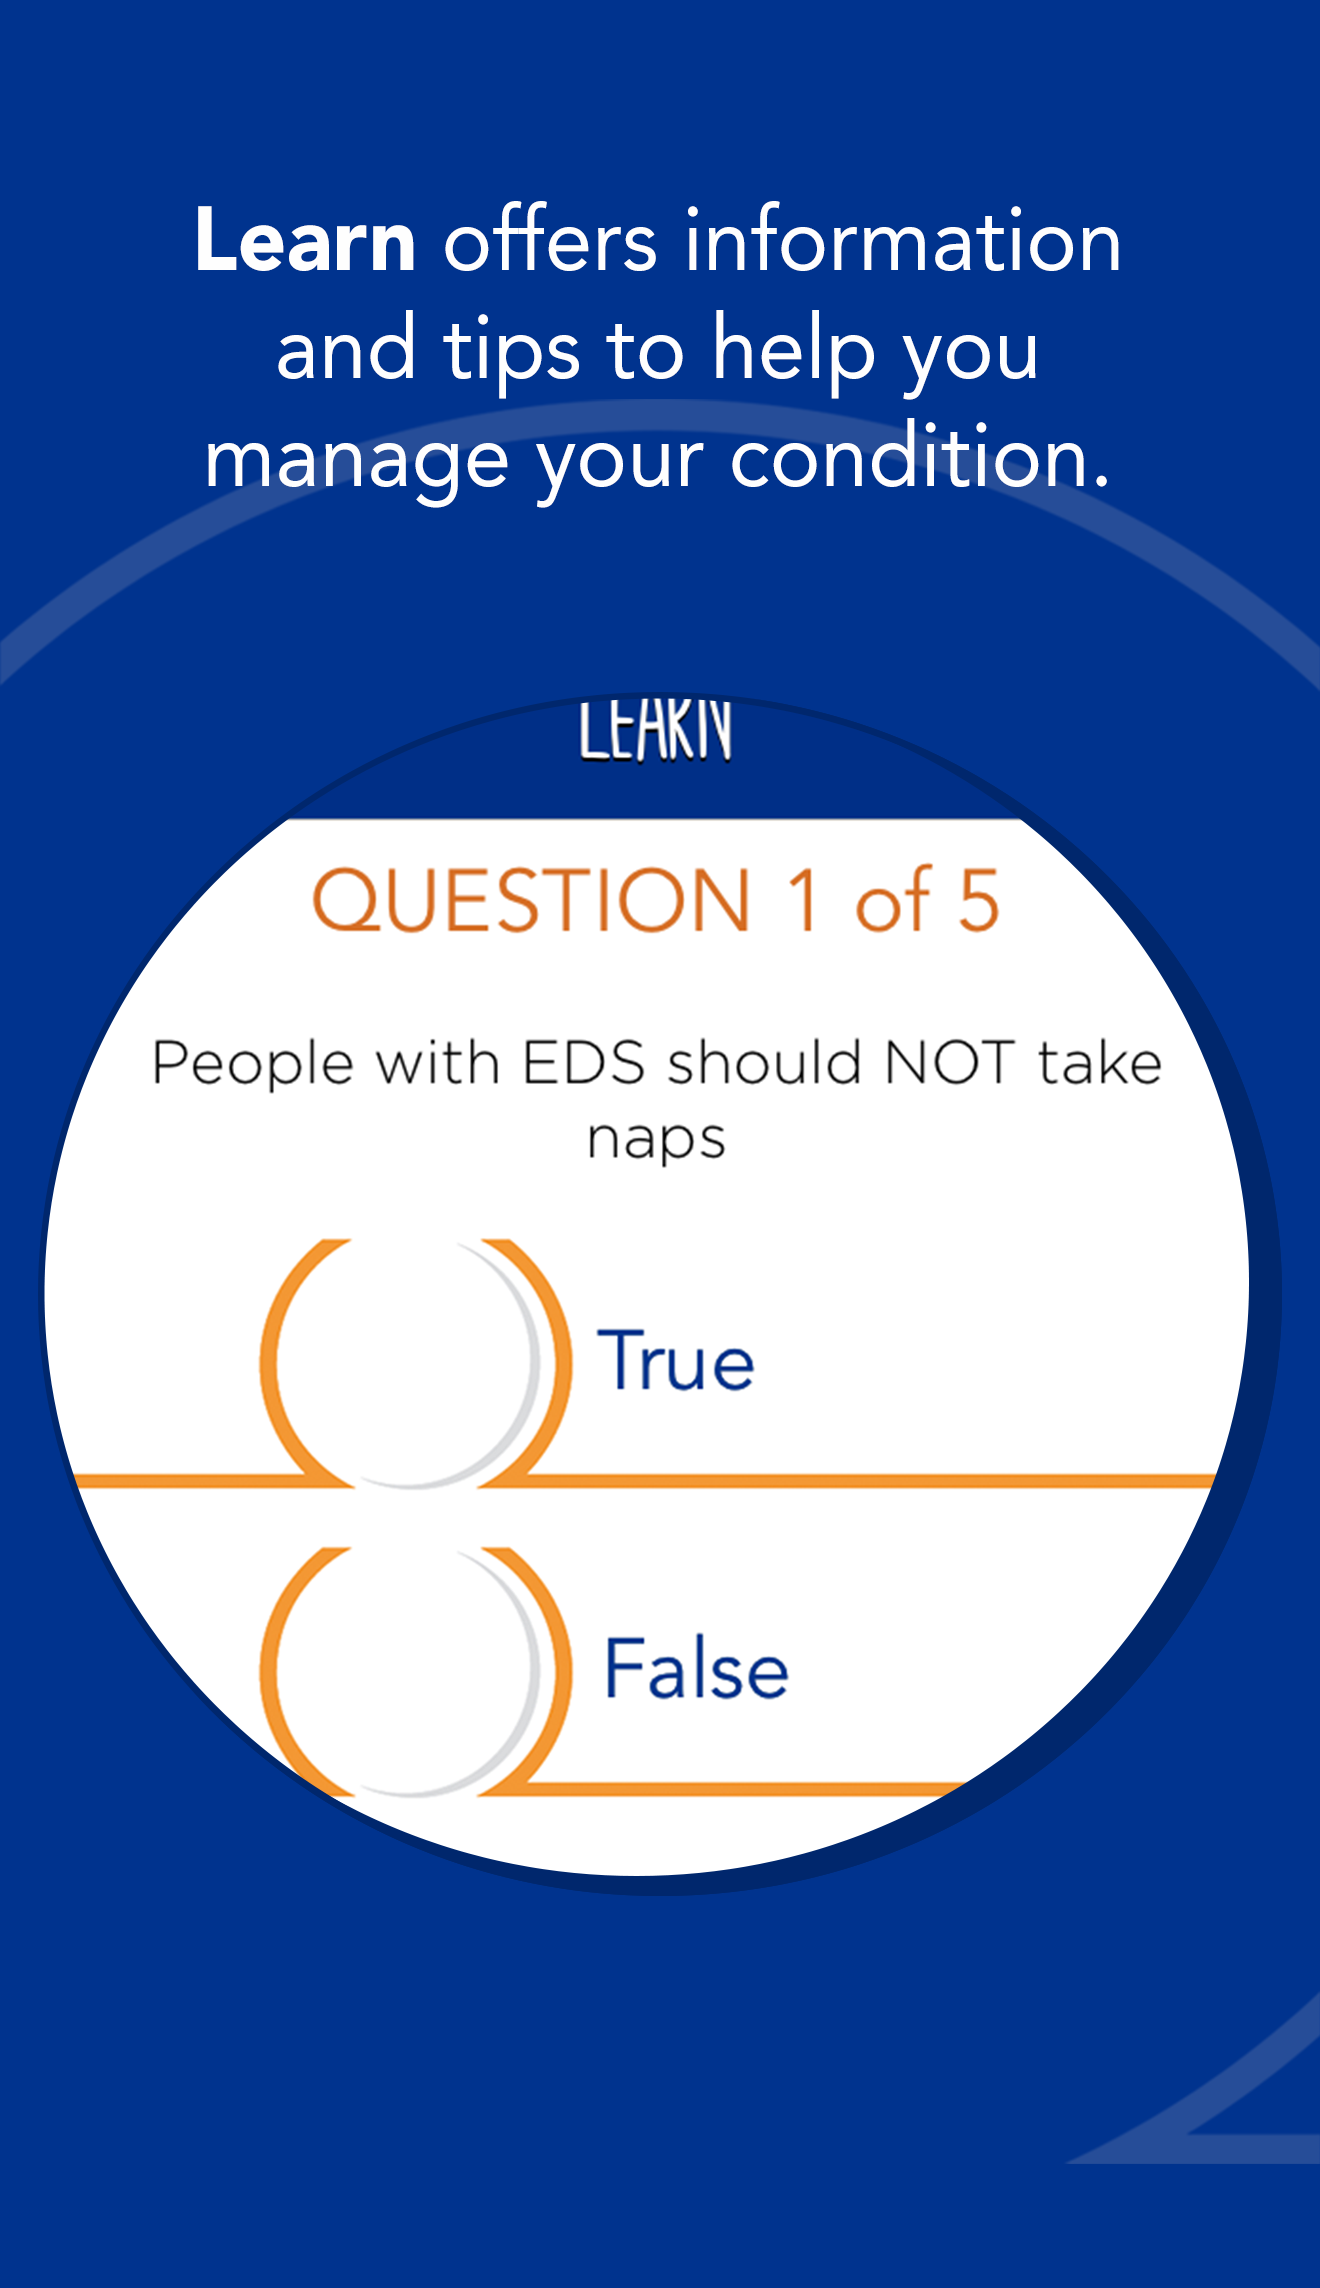 Learn offers information
and tips to help you
manage your condition.
LEARN
QUESTION 1 of 5
People with EDS should NOT take
naps
True
False